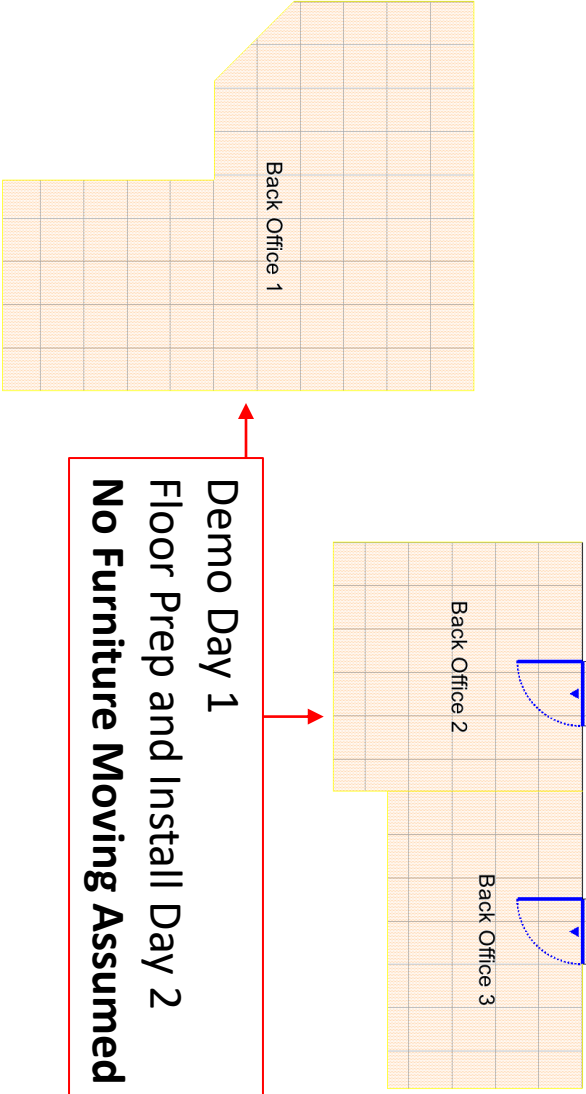 Back Office 1
Back Office 2
Back Office 3
Demo Day 1
Floor Prep and Install Day 2
No Furniture Moving Assumed